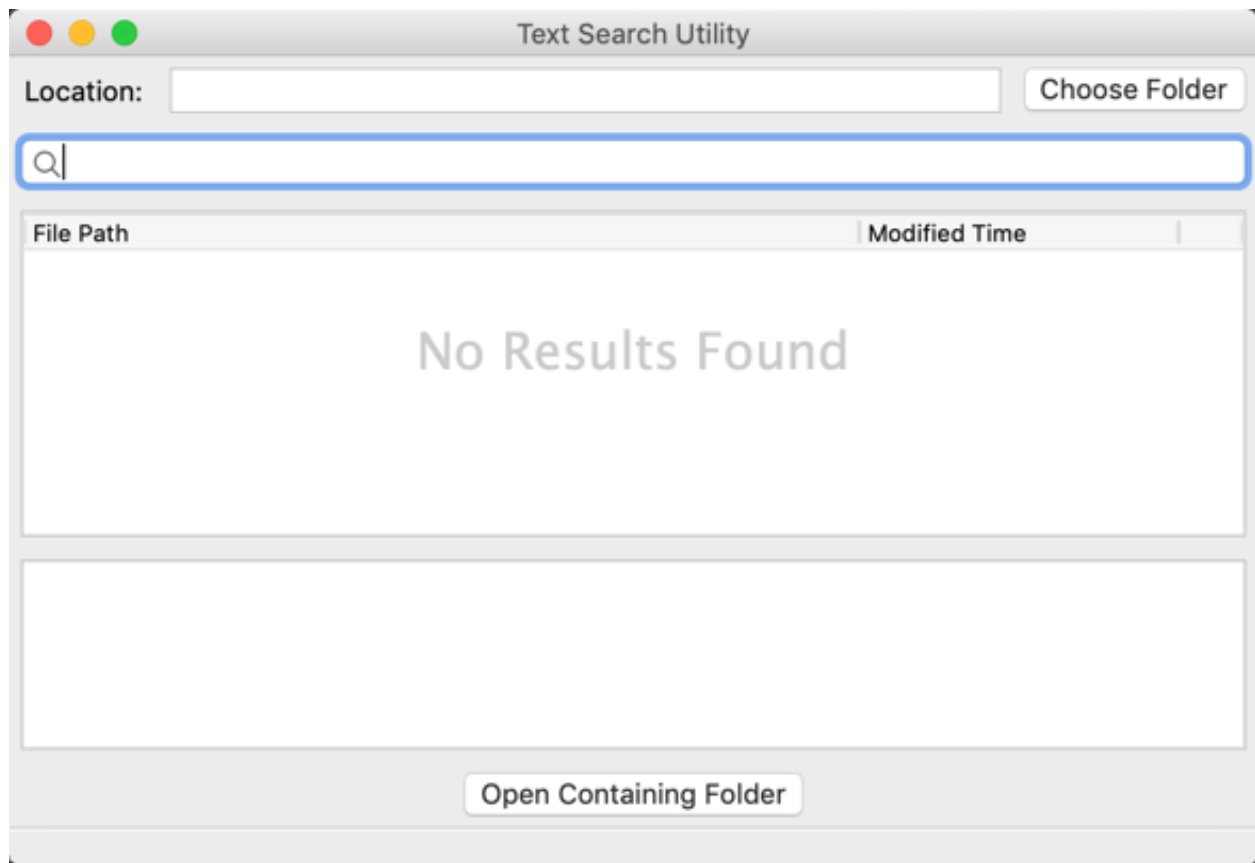 Text Search Utility
Location:
Choose Folder
File Path
Modified Time
No Results Found
Open Containing Folder